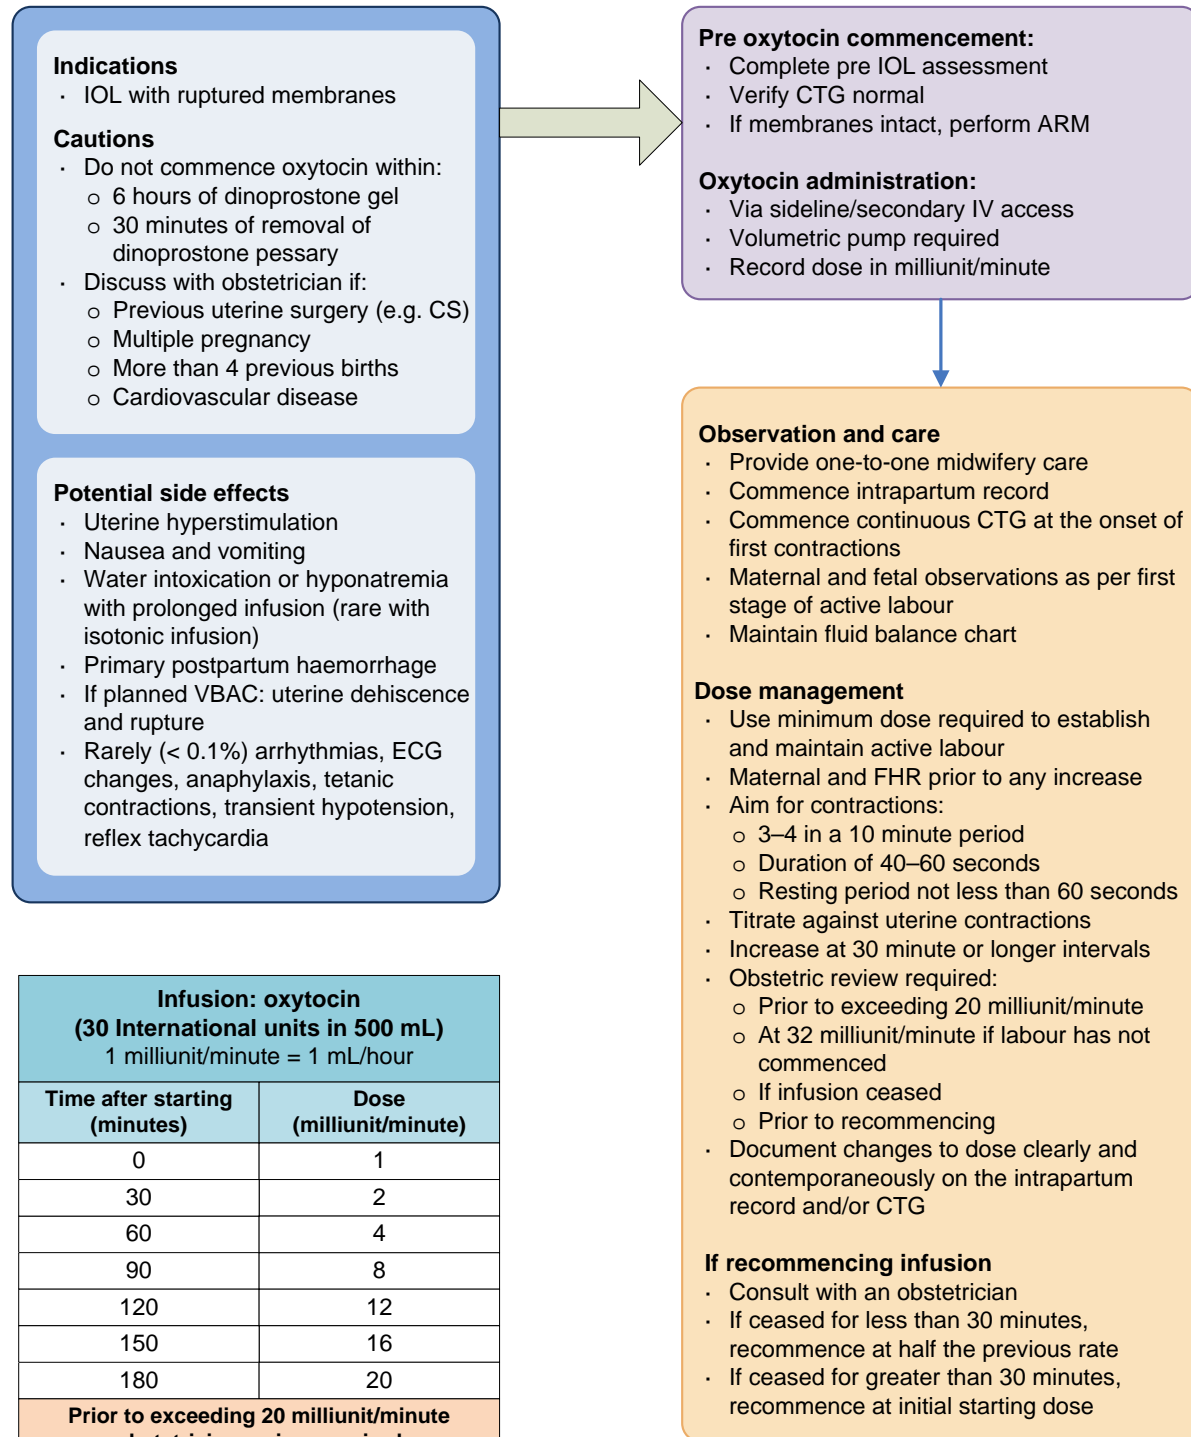 Indications
· IOL with ruptured membranes
Cautions
· Do not commence oxytocin within:
o 6 hours of dinoprostone gel
o 30 minutes of removal of
dinoprostone pessary
· Discuss with obstetrician if:
o Previous uterine surgery (e.g. CS)
o Multiple pregnancy
o More than 4 previous births
o Cardiovascular disease
Potential side effects
· Uterine hyperstimulation
· Nausea and vomiting
· Water intoxication or hyponatremia
with prolonged infusion (rare with
isotonic infusion)
· Primary postpartum haemorrhage
· If planned VBAC: uterine dehiscence
and rupture
· Rarely (< 0.1%) arrhythmias, ECG
changes, anaphylaxis, tetanic
contractions, transient hypotension,
reflex tachycardia
Infusion: oxytocin
(30 International units in 500 mL)
1 milliunit/minute = 1 mL/hour
Time after starting (minutes) Dose (milliunit/minute)
0 1
30 2
60 4
90 8
120 12
150 16
180 20
Prior to exceeding 20 milliunit/minute
Pre oxytocin commencement:
· Complete pre IOL assessment
· Verify CTG normal
· If membranes intact, perform ARM
Oxytocin administration:
· Via sideline/secondary IV access
· Volumetric pump required
· Record dose in milliunit/minute
Observation and care
· Provide one-to-one midwifery care
· Commence intrapartum record
· Commence continuous CTG at the onset of
first contractions
· Maternal and fetal observations as per first
stage of active labour
· Maintain fluid balance chart
Dose management
· Use minimum dose required to establish
and maintain active labour
· Maternal and FHR prior to any increase
· Aim for contractions:
o 3–4 in a 10 minute period
o Duration of 40–60 seconds
o Resting period not less than 60 seconds
· Titrate against uterine contractions
· Increase at 30 minute or longer intervals
· Obstetric review required:
o Prior to exceeding 20 milliunit/minute
o At 32 milliunit/minute if labour has not
commenced
o If infusion ceased
o Prior to recommencing
· Document changes to dose clearly and
contemporaneously on the intrapartum
record and/or CTG
If recommencing infusion
· Consult with an obstetrician
· If ceased for less than 30 minutes,
recommence at half the previous rate
· If ceased for greater than 30 minutes,
recommence at initial starting dose